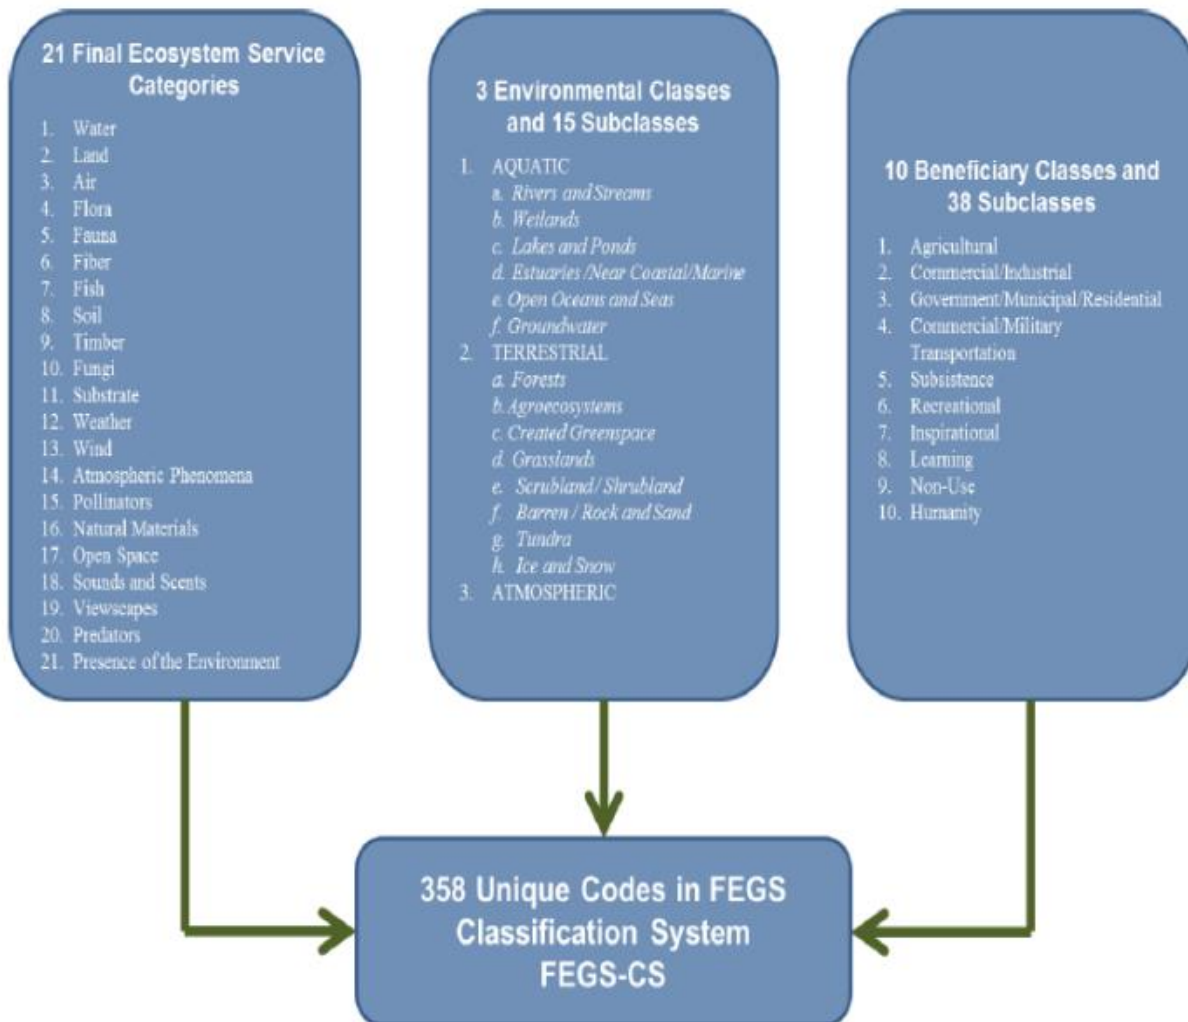 21 Final Ecosystem Service
Categories
1. Water
2. Land
3. Air
4. Flora
5. Fauna
6. Fiber
7. Fish
8. Soil
9. Timber
10. Fungi
11. Substrate
12. Weather
13. Wind
14. Atmospheric Phenomena
15. Pollinators
16. Natural Materials
17. Open Space
18. Sounds and Scents
19. Viewscapes
20. Predators
21. Presence of the Environment
3 Environmental Classes
and 15 Subclasses
1. AQUATIC
a. Rivers and Streams
b. Wetlands
c. Lakes and Ponds
d. Estuaries /Near Coastal/Marine
e. Open Oceans and Seas
f. Groundwater
2. TERRESTRIAL
a. Forests
b. Agroecosystems
c. Created Greenspace
d. Grasslands
e. Scrubland / Shrubland
f. Barren / Rock and Sand
g. Tundra
h. Ice and Snow
3. ATMOSPHERIC
10 Beneficiary Classes and
38 Subclasses
1. Agricultural
2. Commercial/Industrial
3. Government/Municipal/Residential
4. Commercial/Military
Transportation
5. Subsistence
6. Recreational
7. Inspirational
8. Learning
9. Non-Use
10. Humanity
358 Unique Codes in FEGS
Classification System
FEGS-CS